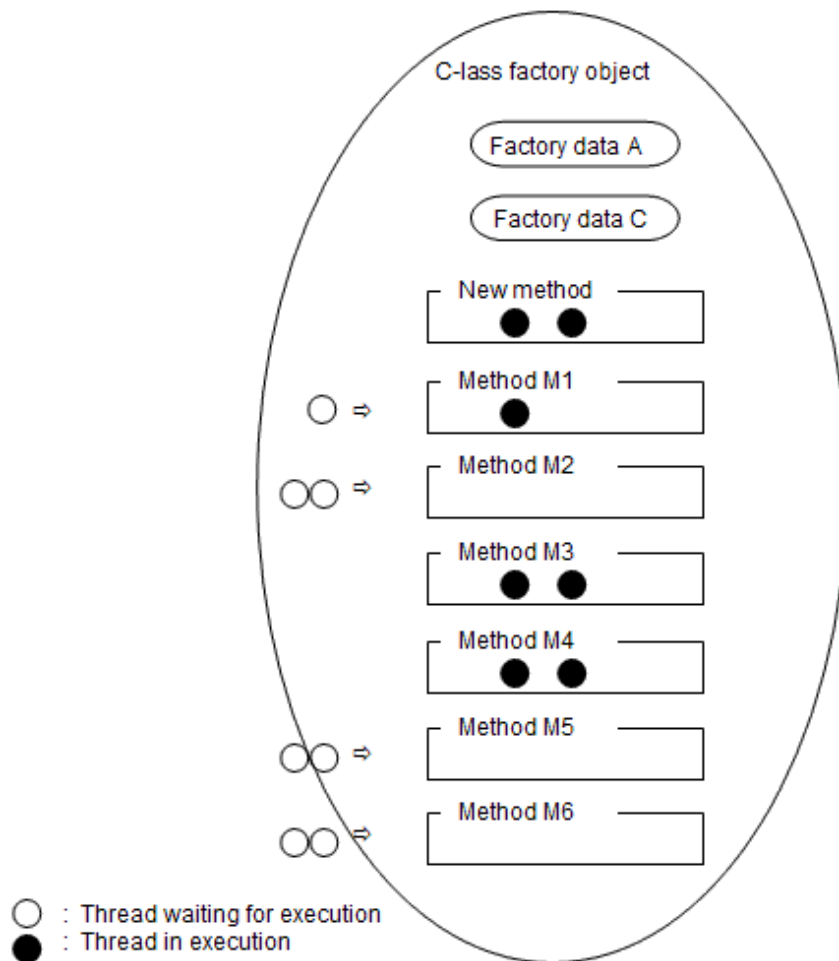 C-lass factory object
Factory data A
Factory data C
New method
Method M1
Method M2
Method M3
Method M4
Method M5
Method M6
: Thread waiting for execution
: Thread in execution